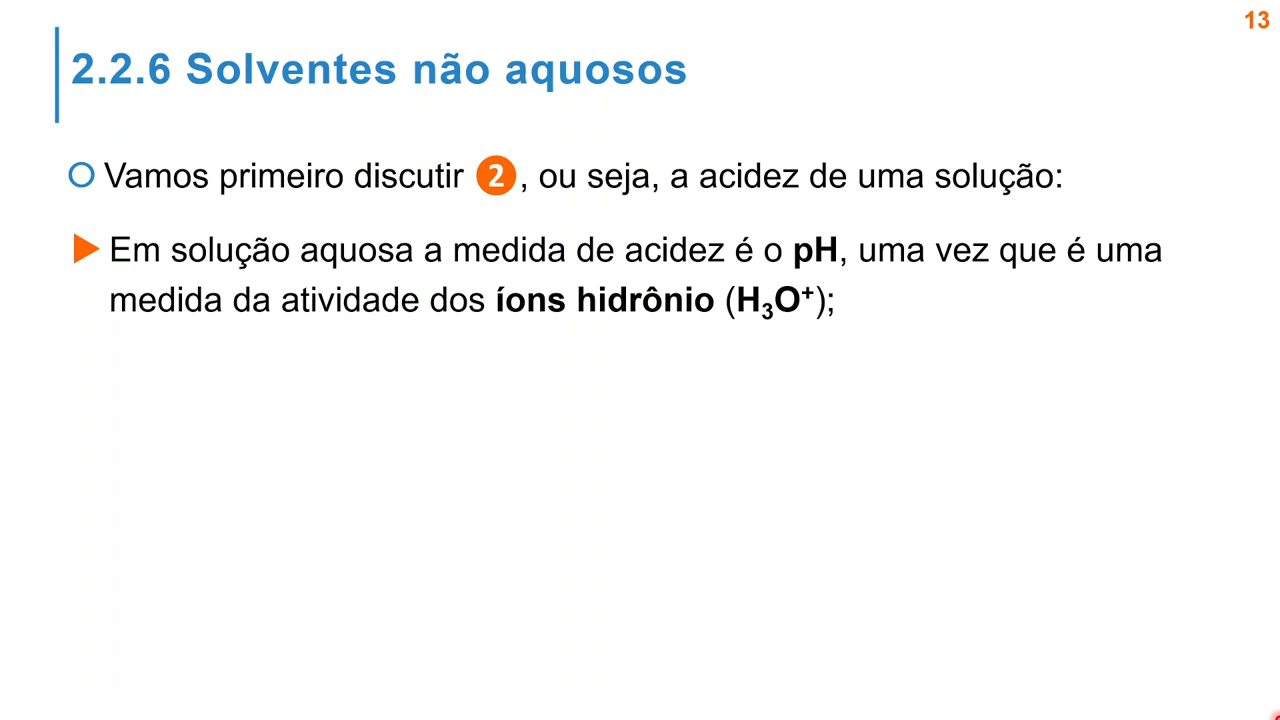 13
2.2.6 Solventes não aquosos
Vamos primeiro discutir 2, ou seja, a acidez de uma solução:
Em solução aquosa a medida de acidez é o pH, uma vez que é uma
medida da atividade dos íons hidrônio (H₃O⁺);